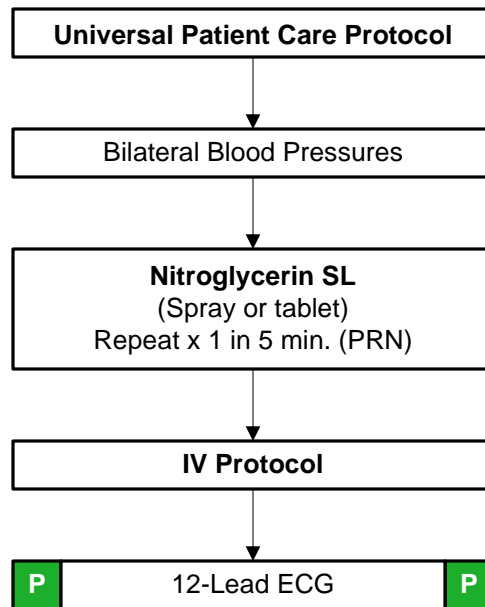 Universal Patient Care Protocol
Bilateral Blood Pressures
Nitroglycerin SL
(Spray or tablet)
Repeat x 1 in 5 min. (PRN)
IV Protocol
P 12-Lead ECG P